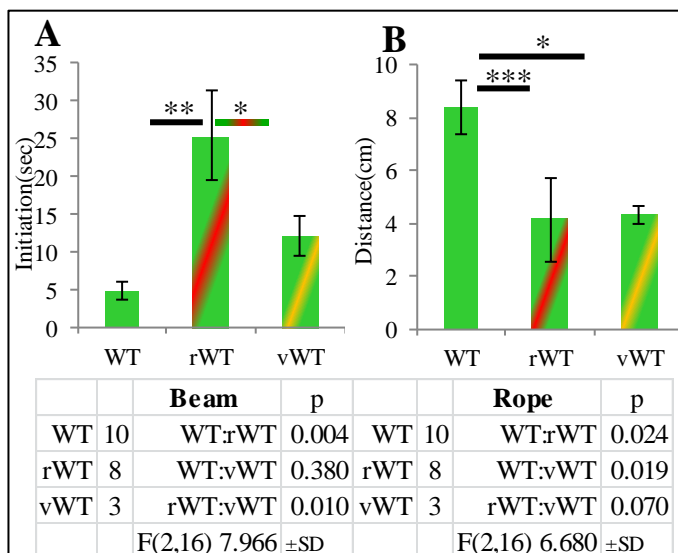 A
Initiation(sec)
35
30
25
20
15
10
5
0
** *
WT rWT vWT
B
Distance(cm)
10
8
6
4
2
0
*
***
WT rWT vWT
Beam p Rope p
WT 10 WT:rWT 0.004 WT 10 WT:rWT 0.024
rWT 8 WT:vWT 0.380 rWT 8 WT:vWT 0.019
vWT 3 rWT:vWT 0.010 vWT 3 rWT:vWT 0.070
F(2,16) 7.966 ±SD F(2,16) 6.680 ±SD